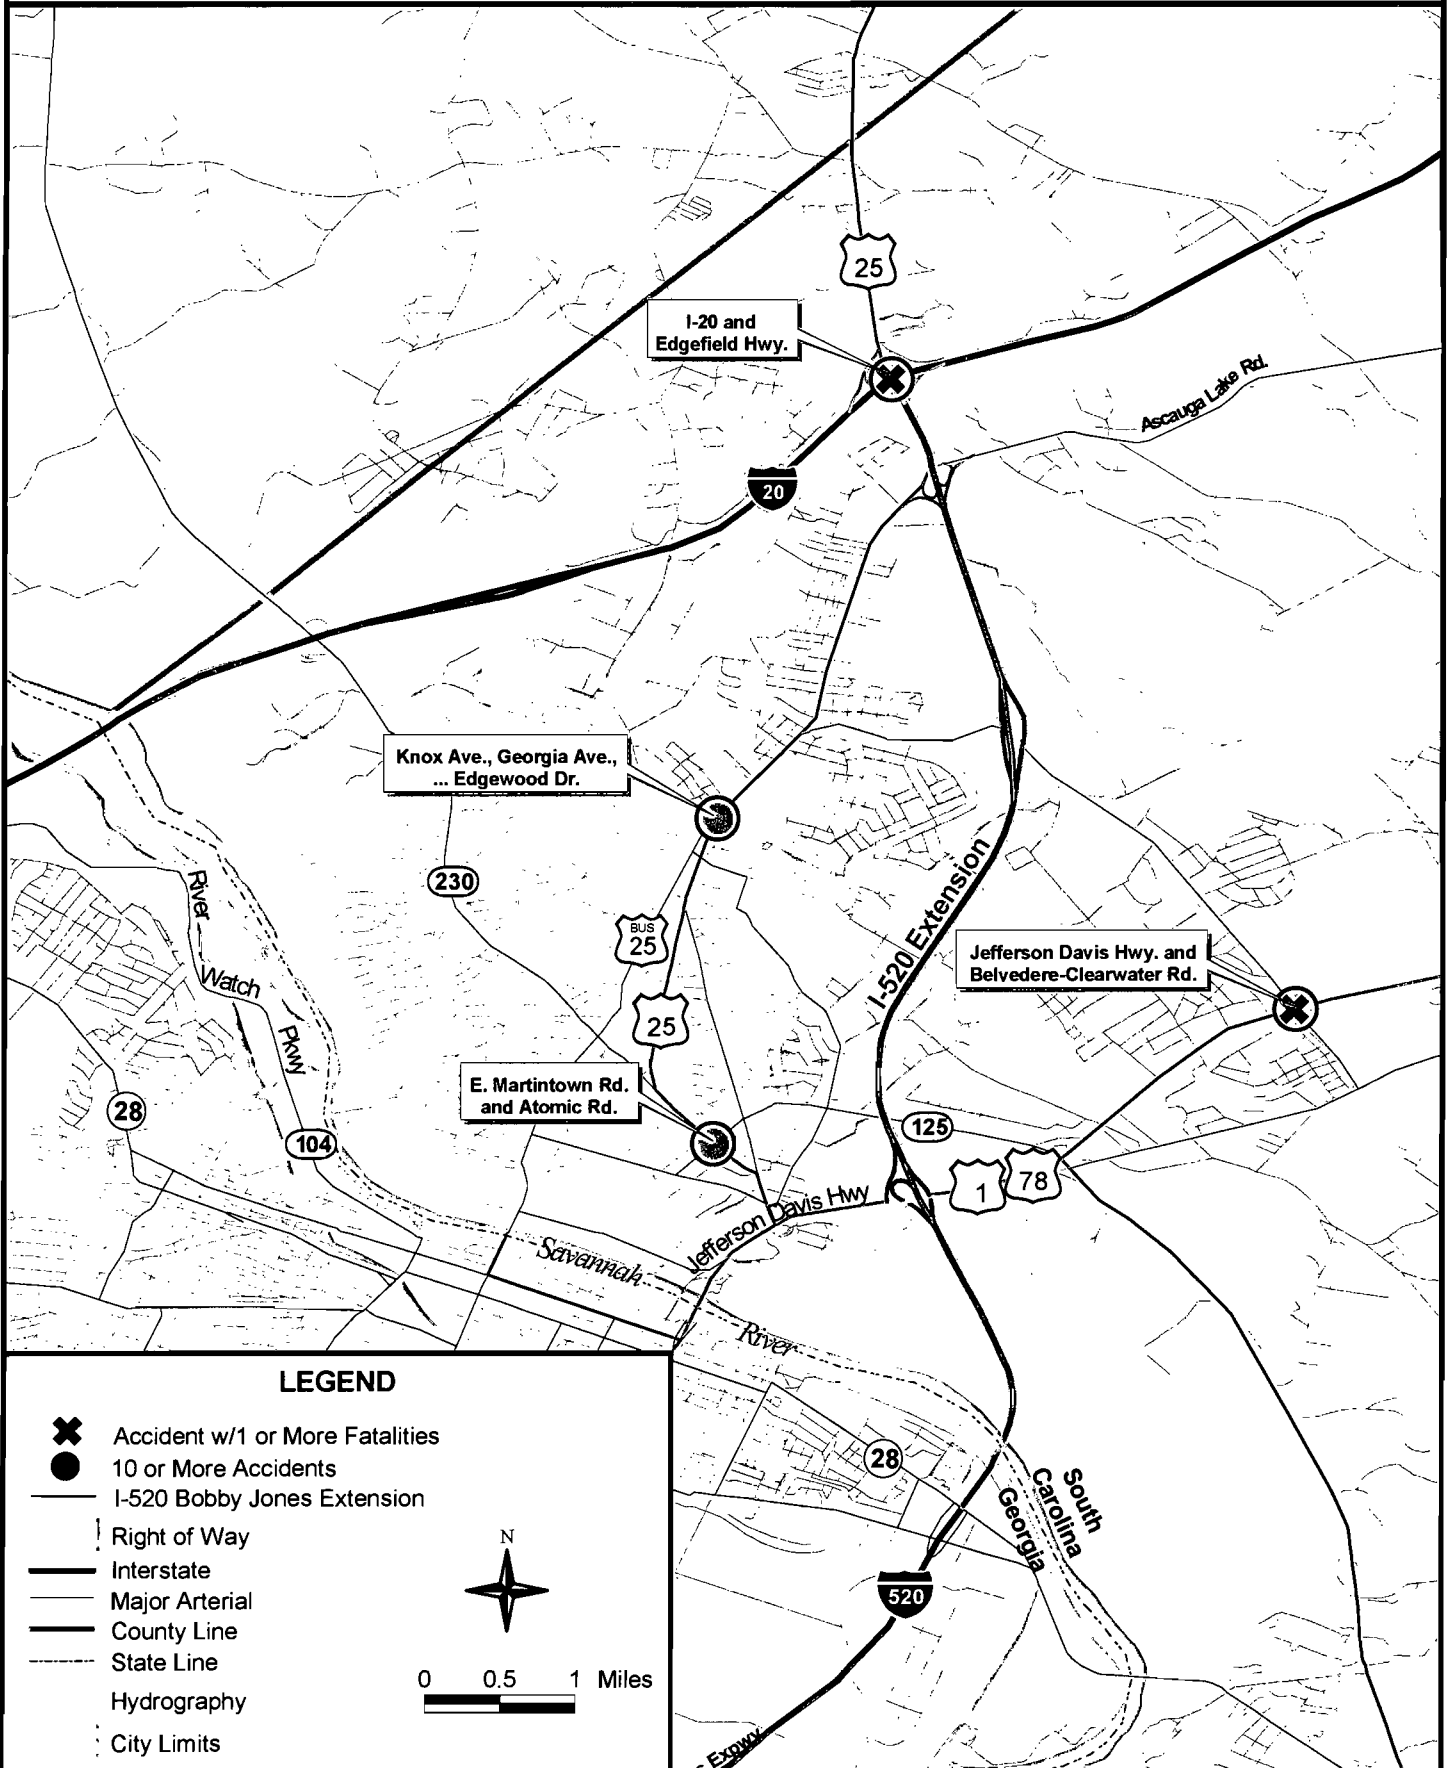 25
I-20 and
Edgefield Hwy.
Ascauga Lake Rd.
20
Knox Ave., Georgia Ave.,
... Edgewood Dr.
230
River
Watch
Pkwy
BUS
25
25
I-520 Extension
Jefferson Davis Hwy. and
Belvedere-Clearwater Rd.
E. Martintown Rd.
and Atomic Rd.
28
104
125
1
78
Jefferson Davis Hwy
Savannah
River
28
South
Carolina
Georgia
520
Expwy
LEGEND
Accident w/1 or More Fatalities
10 or More Accidents
I-520 Bobby Jones Extension
Right of Way
Interstate
Major Arterial
County Line
State Line
Hydrography
City Limits
N
0 0.5 1 Miles